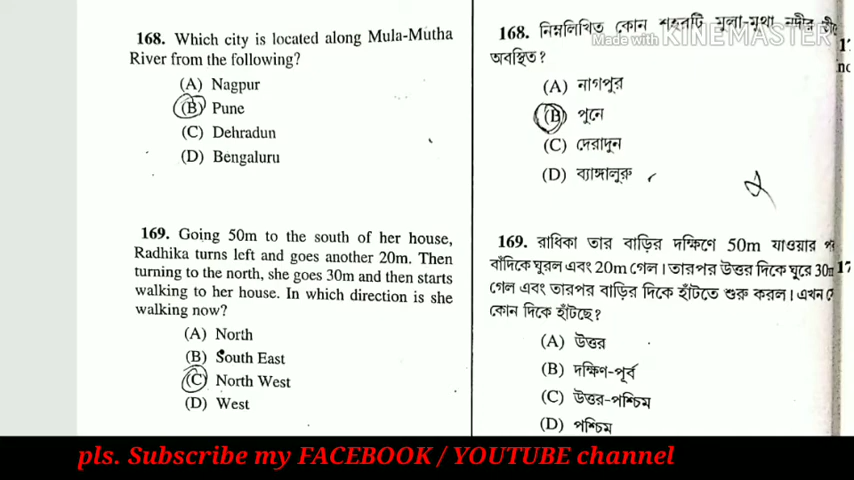 168. Which city is located along Mula-Mutha
River from the following?
(A) Nagpur
(B) Pune
(C) Dehradun
(D) Bengaluru
169. Going 50m to the south of her house,
Radhika turns left and goes another 20m. Then
turning to the north, she goes 30m and then starts
walking to her house. In which direction is she
walking now?
(A) North
(B) South East
(C) North West
(D) West
168. নিম্নলিখিত কোন শহরটি মুলা-মুথা নদীর
Made with KINEMASTER
অবস্থিত?
(A) নাগপুর
(B) পুনে
(C) দেরাদুন
(D) ব্যাঙ্গালুরু
169. রাধিকা তার বাড়ির দক্ষিণে 50m যাওয়ার
বাঁদিকে ঘুরল এবং 20m গেল। তারপর উত্তর দিকে ঘুরে 30m
গেল এবং তারপর বাড়ির দিকে হাঁটতে শুরু করল। এখন
কোন দিকে হাঁটছে?
(A) উত্তর
(B) দক্ষিণ-পূর্ব
(C) উত্তর-পশ্চিম
(D) পশ্চিম
17
pls. Subscribe my FACEBOOK / YOUTUBE channel